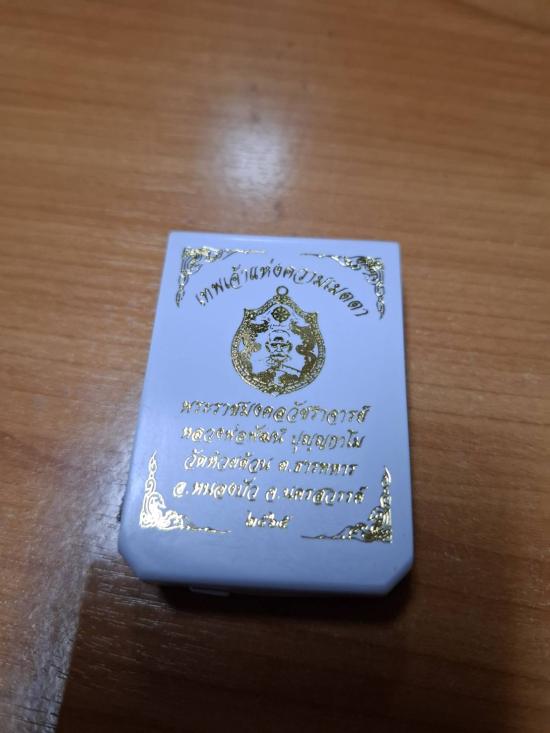 เทพเจ้าแห่งความเมตตา
พระราชมงคลวัชราจารย์
หลวงพ่อพัฒน์ ปุญฺญกาโม
วัดห้วยด้วน ต.ธารทหาร
อ.หนองบัว จ.นครสวรรค์
๒๕๖๕